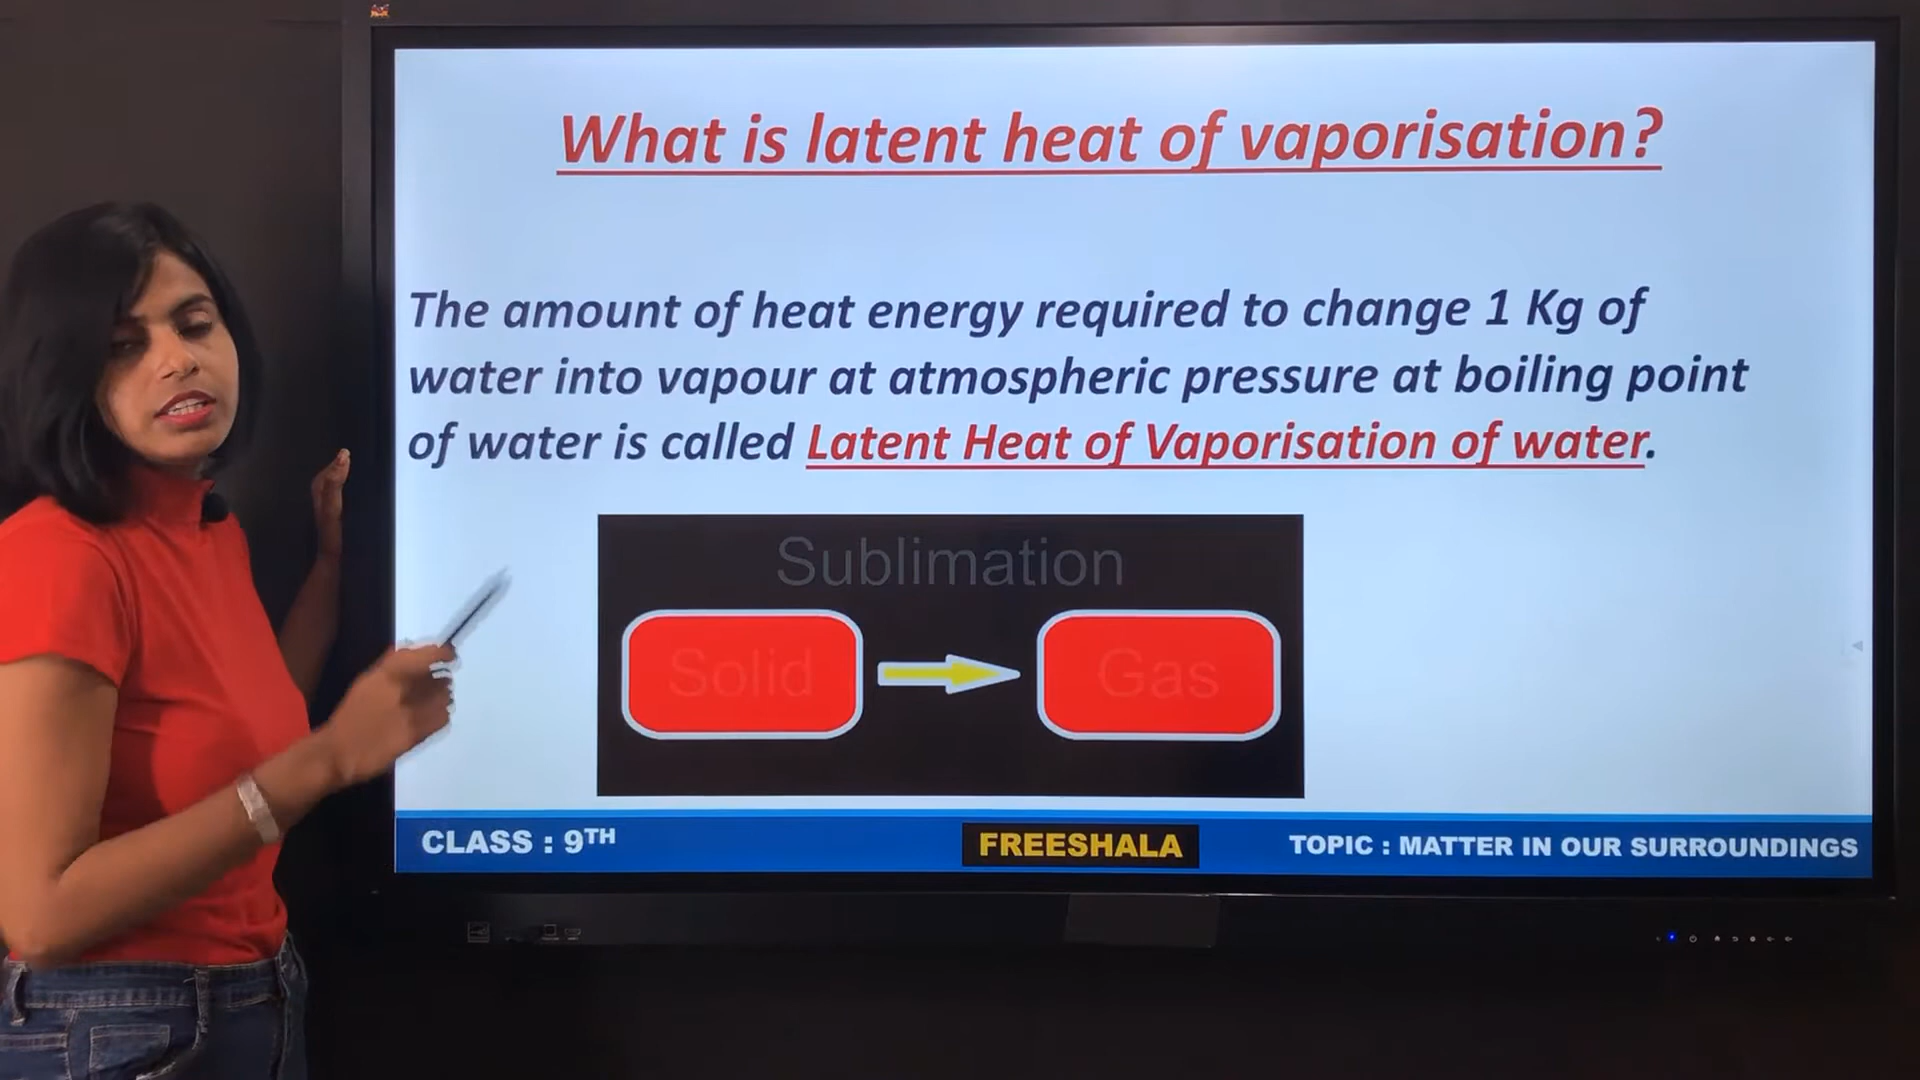 What is latent heat of vaporisation?
The amount of heat energy required to change 1 Kg of
water into vapour at atmospheric pressure at boiling point
of water is called Latent Heat of Vaporisation of water.
Sublimation
Solid
Gas
CLASS : 9TH
FREESHALA
TOPIC : MATTER IN OUR SURROUNDINGS